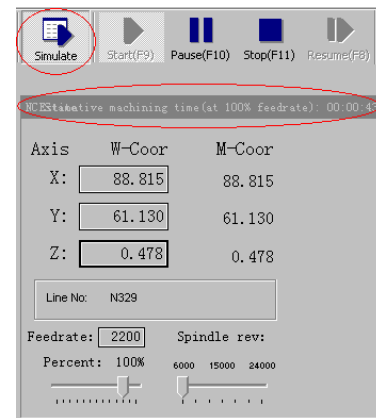 Simulate Start(F9) Pause(F10) Stop(F11) Resume(F8)
machining time(at 100% feedrate): 00:00:4
Axis W-Coor M-Coor
X: 88.815 88.815
Y: 61.130 61.130
Z: 0.478 0.478
Line No: N329
Feedrate: 2200 Spindle rev:
Percent: 100% 6000 15000 24000